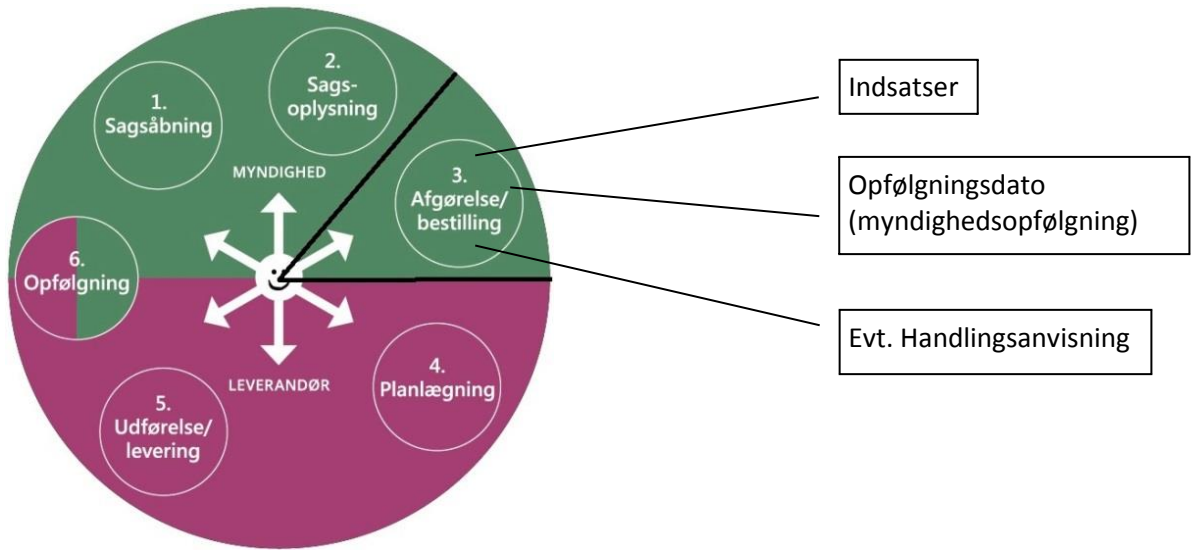 1.
Sagsåbning
2.
Sags-
oplysning
MYNDIGHED
3.
Afgørelse/
bestilling
6.
Opfølgning
LEVERANDØR
4.
Planlægning
5.
Udførelse/
levering
Indsatser
Opfølgningsdato
(myndighedsopfølgning)
Evt. Handlingsanvisning